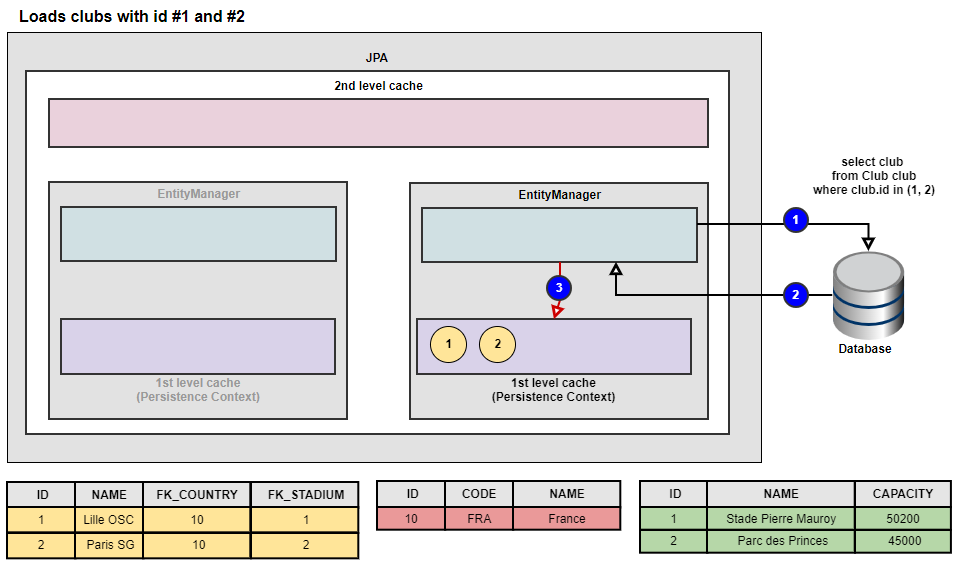 Loads clubs with id #1 and #2
JPA
2nd level cache
EntityManager
1st level cache
(Persistence Context)
EntityManager
3
1 2
1st level cache
(Persistence Context)
select club
from Club club
where club.id in (1, 2)
1
2
Database
ID NAME FK_COUNTRY FK_STADIUM
1 Lille OSC 10 1
2 Paris SG 10 2
ID CODE NAME
10 FRA France
ID NAME CAPACITY
1 Stade Pierre Mauroy 50200
2 Parc des Princes 45000